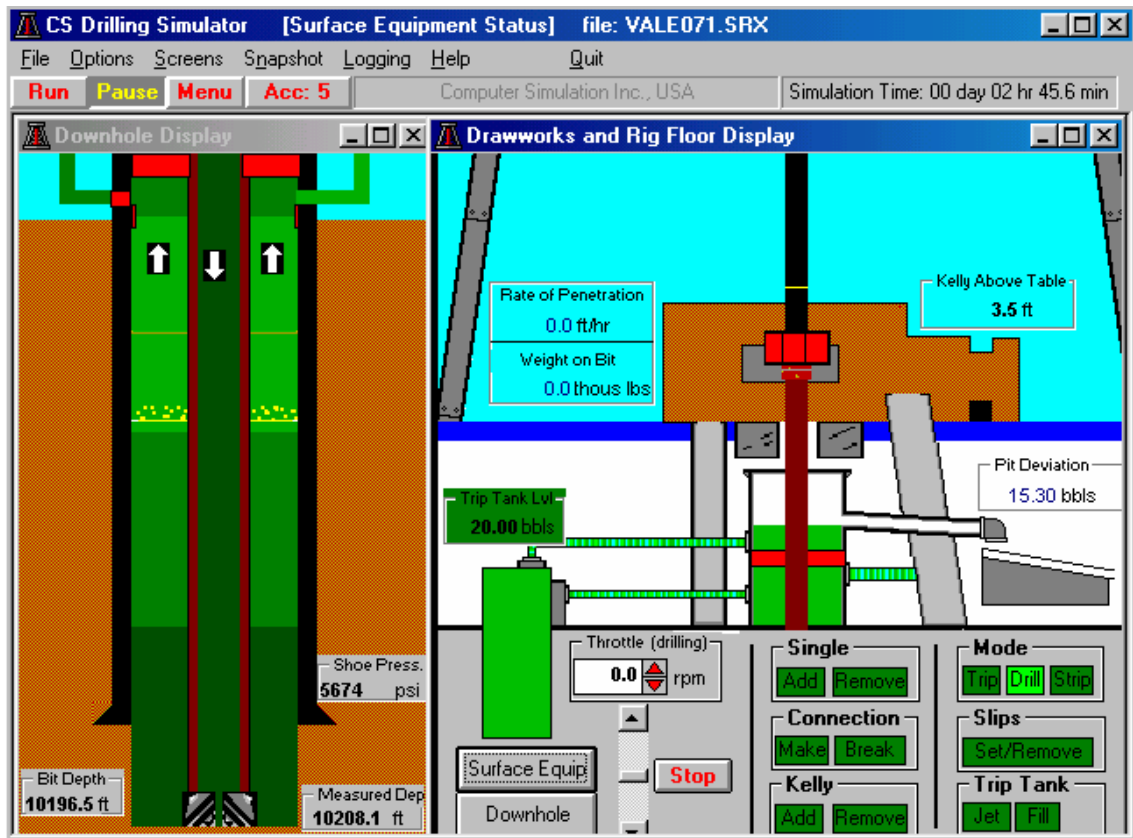 CS Drilling Simulator [Surface Equipment Status] file: VALE071.SRX
File Options Screens Snapshot Logging Help Quit
Run Pause Menu Acc: 5 Computer Simulation Inc., USA Simulation Time: 00 day 02 hr 45.6 min
Downhole Display
Shoe Press.
5674 psi
Bit Depth
10196.5 ft
Measured Dep
10208.1 ft
Drawworks and Rig Floor Display
Rate of Penetration
0.0 ft/hr
Weight on Bit
0.0 thous lbs
Kelly Above Table
3.5 ft
Pit Deviation
15.30 bbls
Trip Tank Lvl
20.00 bbls
Throttle (drilling)
0.0 rpm
Surface Equip
Downhole
Stop
Single
Add Remove
Connection
Make Break
Kelly
Add Remove
Mode
Trip Drill Strip
Slips
Set/Remove
Trip Tank
Jet Fill